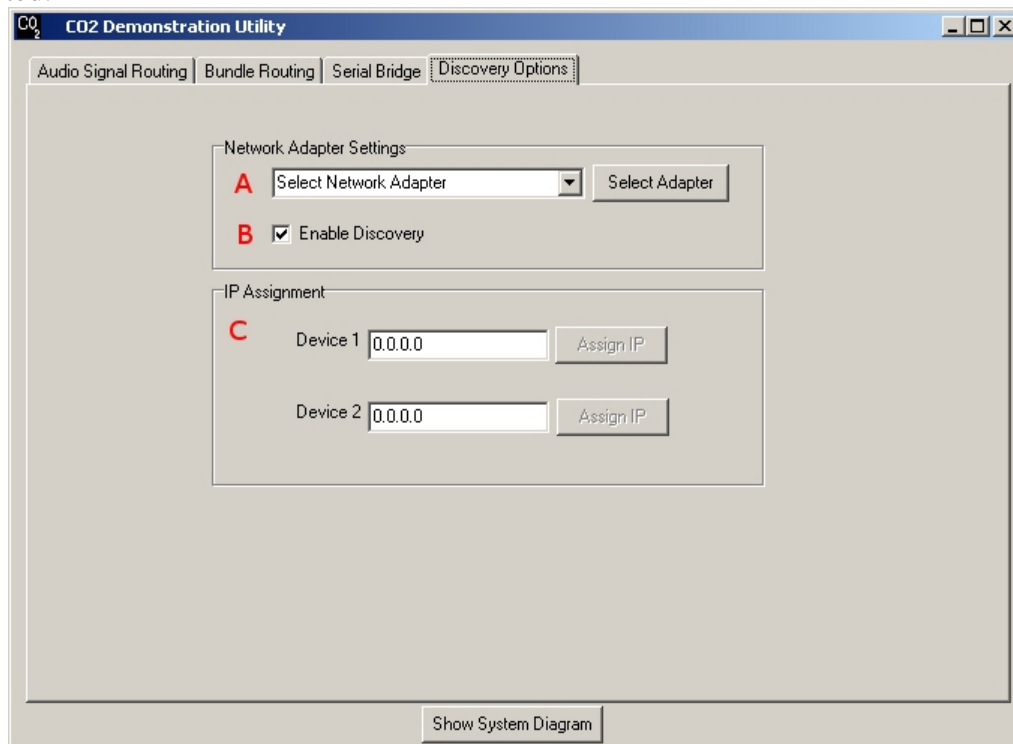 CO2 CO2 Demonstration Utility
Audio Signal Routing Bundle Routing Serial Bridge Discovery Options
Network Adapter Settings
A Select Network Adapter Select Adapter
B Enable Discovery
IP Assignment
C Device 1 0.0.0.0 Assign IP
Device 2 0.0.0.0 Assign IP
Show System Diagram